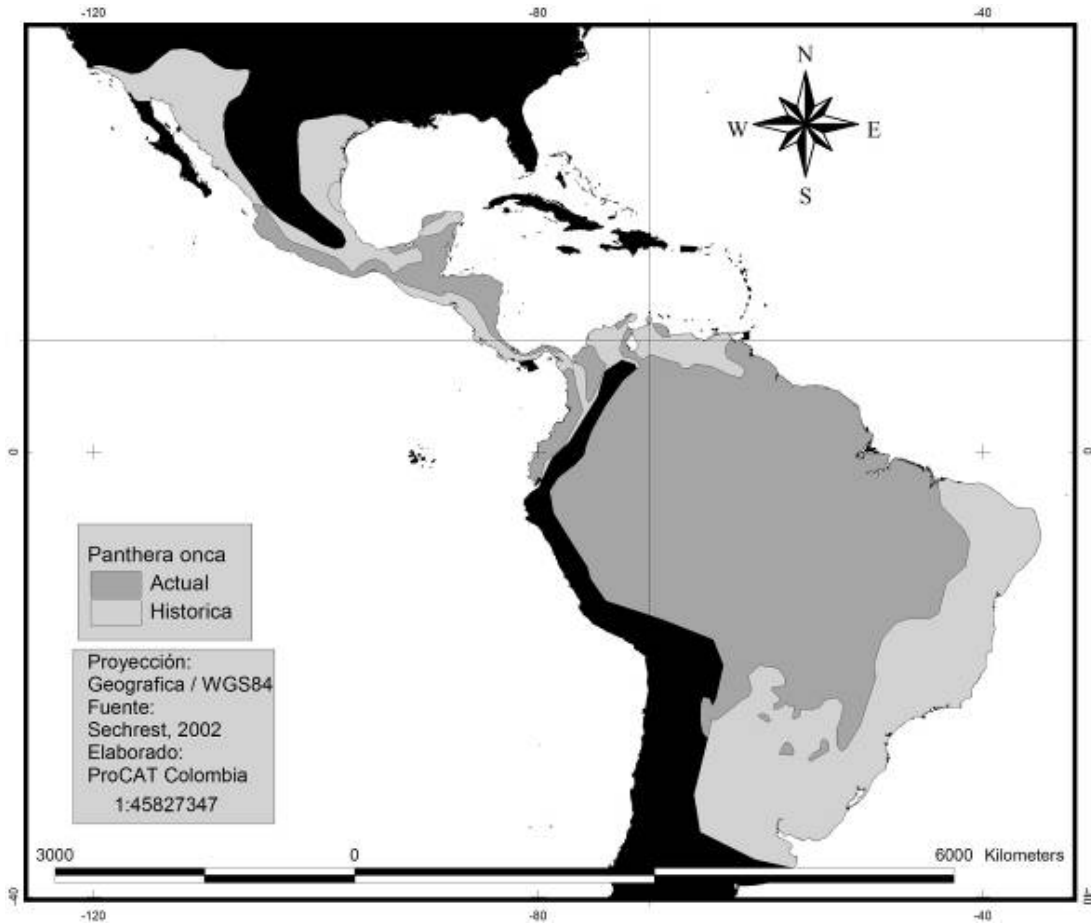 -120 -80 -40
N
W E
S
0 0
Panthera onca
Actual
Historica
Proyección:
Geografica / WGS84
Fuente:
Sechrest, 2002
Elaborado:
ProCAT Colombia
1:45827347
3000 0 6000 Kilometers
-40 -40
-120 -80 -40